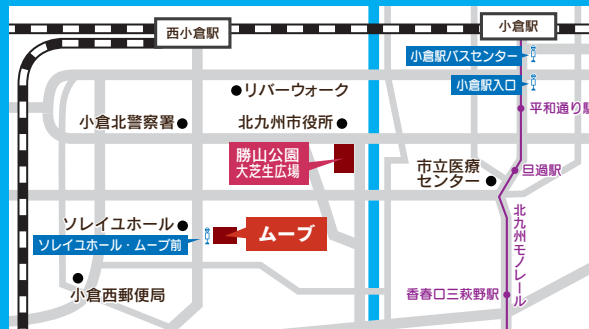 西小倉駅
小倉駅
小倉駅バスセンター
小倉駅入口
リバーウォーク
平和通り駅
小倉北警察署
北九州市役所
勝山公園
大芝生広場
市立医療
センター
旦過駅
ソレイユホール
ムーブ
ソレイユホール・ムーブ前
北九州モノレール
小倉西郵便局
香春口三萩野駅